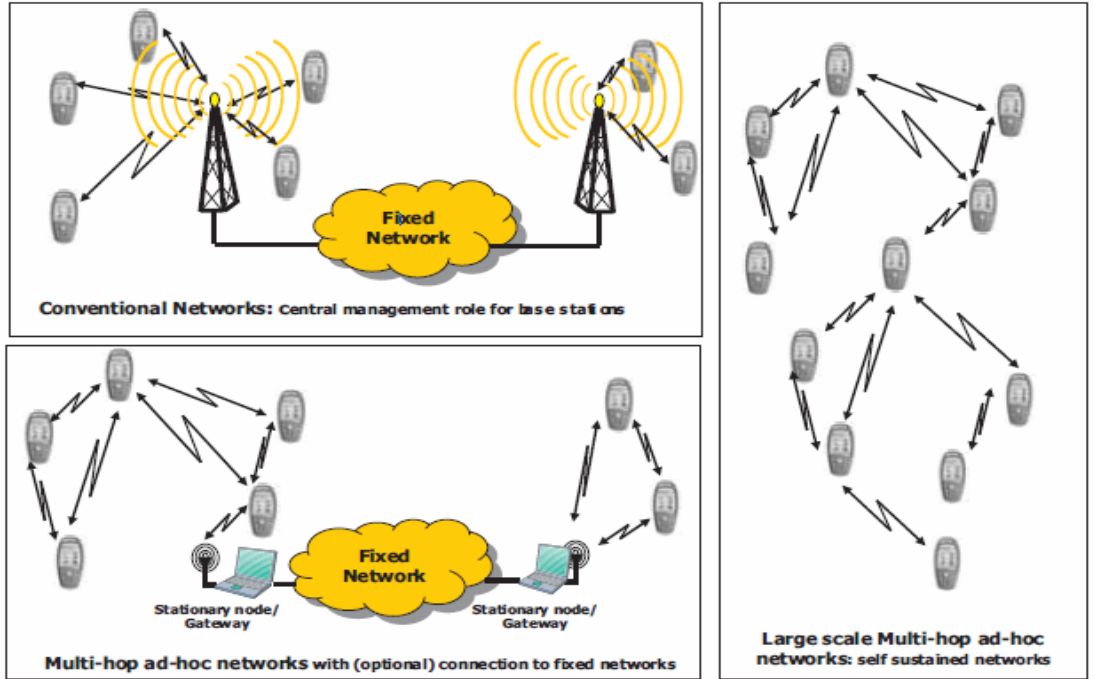 Fixed
Network
Conventional Networks: Central management role for base stations
Fixed
Network
Stationary node/
Gateway
Stationary node/
Gateway
Multi-hop ad-hoc networks with (optional) connection to fixed networks
Large scale Multi-hop ad-hoc
networks: self sustained networks